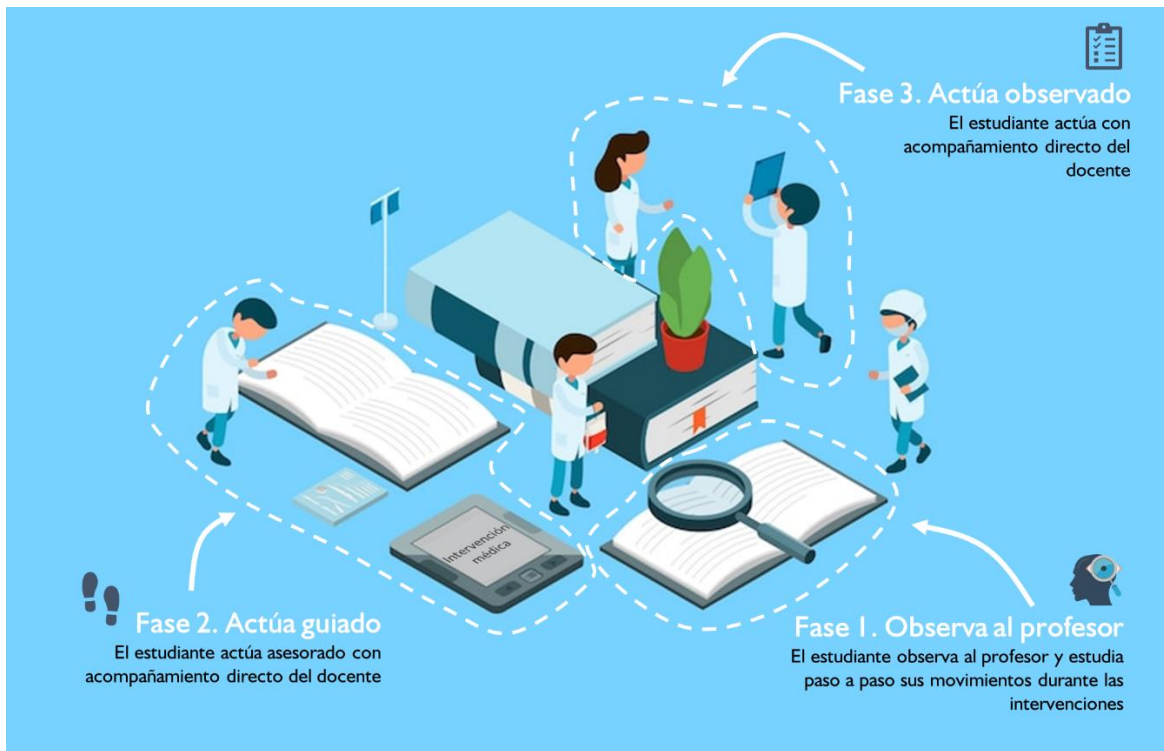 Fase 3. Actúa observado
El estudiante actúa con
acompañamiento directo del
docente
Intervención
médica
Fase 2. Actúa guiado
El estudiante actúa asesorado con
acompañamiento directo del docente
Fase 1. Observa al profesor
El estudiante observa al profesor y estudia
paso a paso sus movimientos durante las
intervenciones